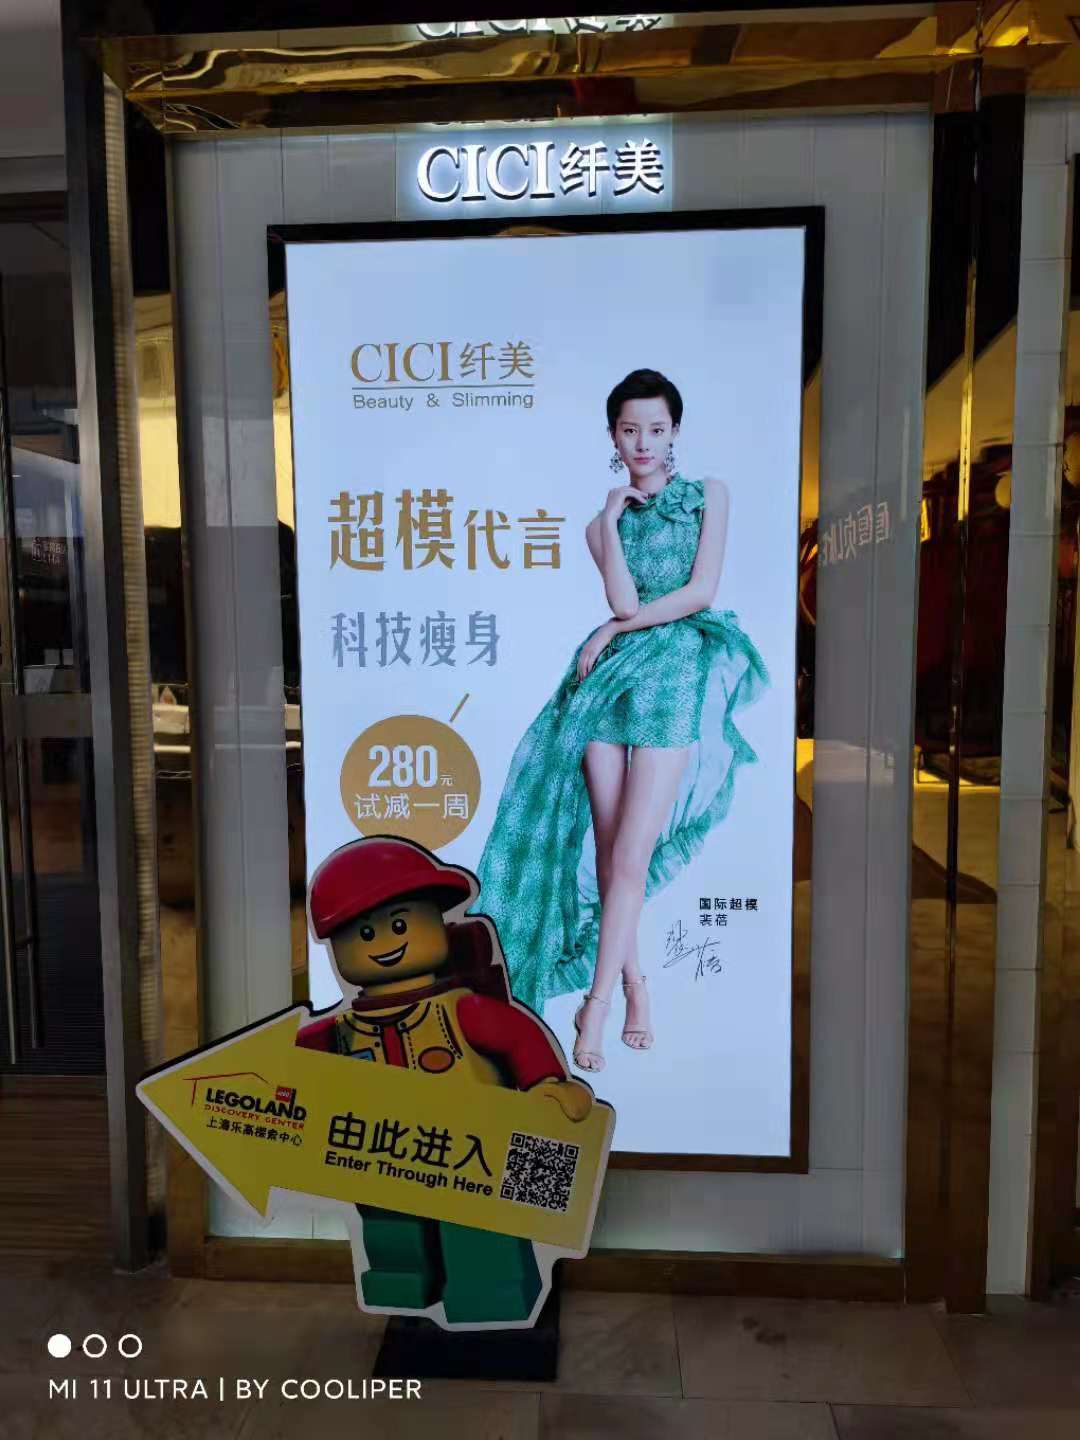 CICI纤美
CICI纤美
Beauty & Slimming
超模代言
科技瘦身
280元
试减一周
国际超模
裴蓓
LEGO
LEGOLAND
DISCOVERY CENTER
上海乐高探索中心
由此进入
Enter Through Here
MI 11 ULTRA | BY COOLIPER